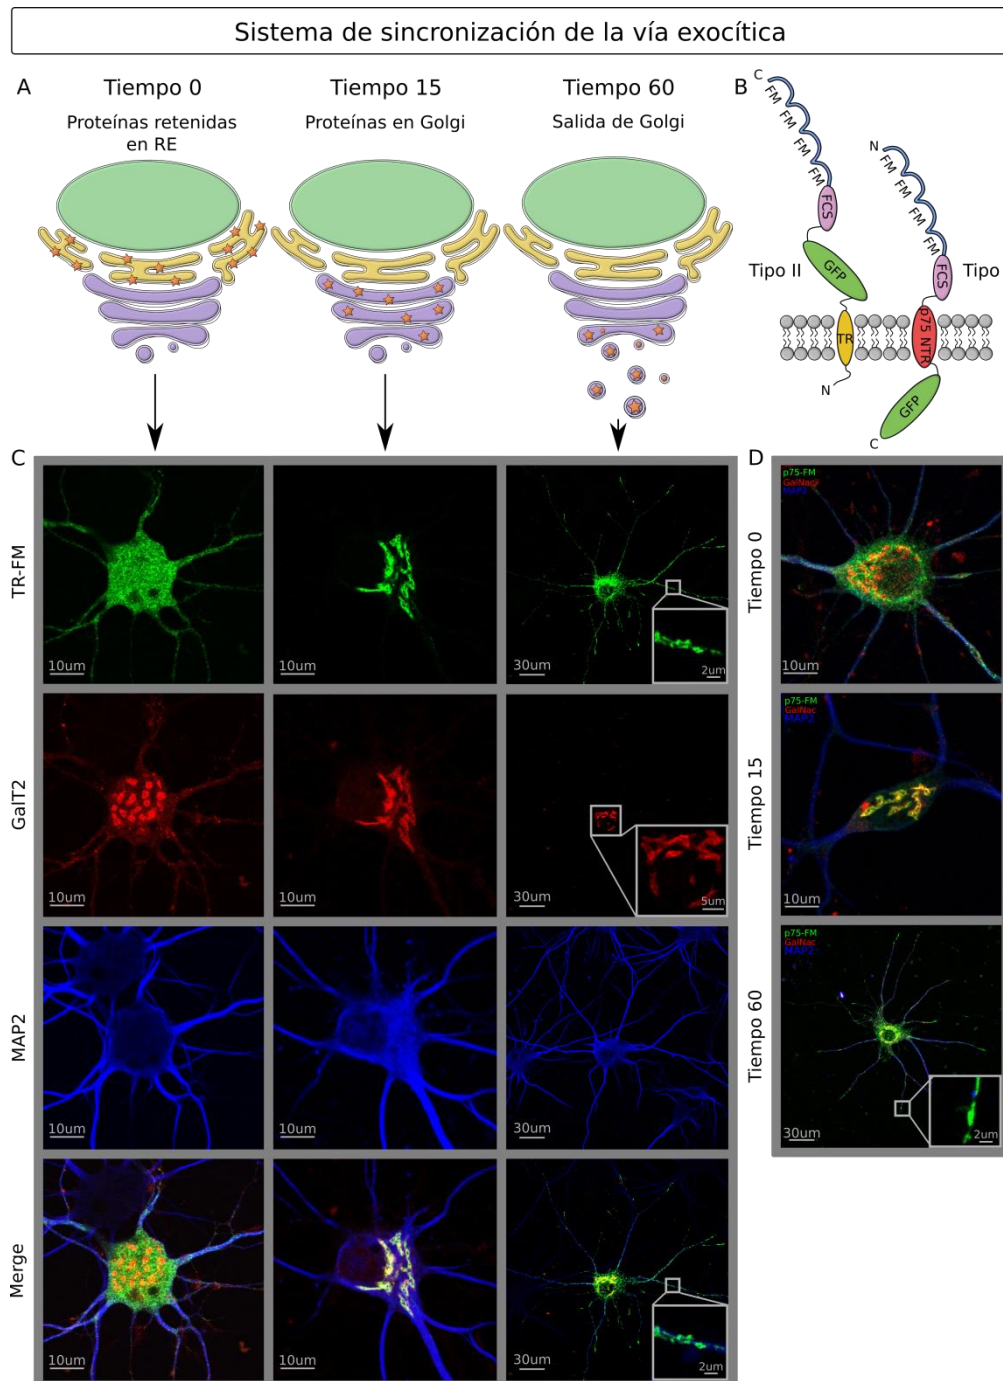 Sistema de sincronización de la vía exocítica
A
Tiempo 0
Tiempo 15
Tiempo 60
Proteínas retenidas
en RE
Proteínas en Golgi
Salida de Golgi
B
C
FM
FM
FM
FM
FCS
GFP
Tipo II
TR
N
N
FM
FM
FM
FM
FCS
Tipo
p75 NTR
GFP
C
C
TR-FM
10um
10um
30um
2um
GalT2
10um
10um
30um
5um
MAP2
10um
10um
30um
Merge
10um
10um
30um
2um
D
Tiempo 0
p75-FM
GalNac
MAP2
10um
Tiempo 15
p75-FM
GalNac
MAP2
10um
Tiempo 60
p75-FM
GalNac
MAP2
30um
2um